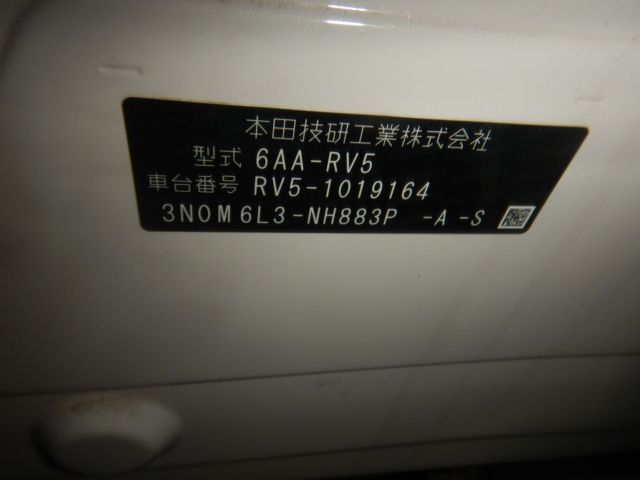 本田技研工業株式会社
型式 6AA-RV5
車台番号 RV5-1019164
3N0M6L3-NH883P -A-S